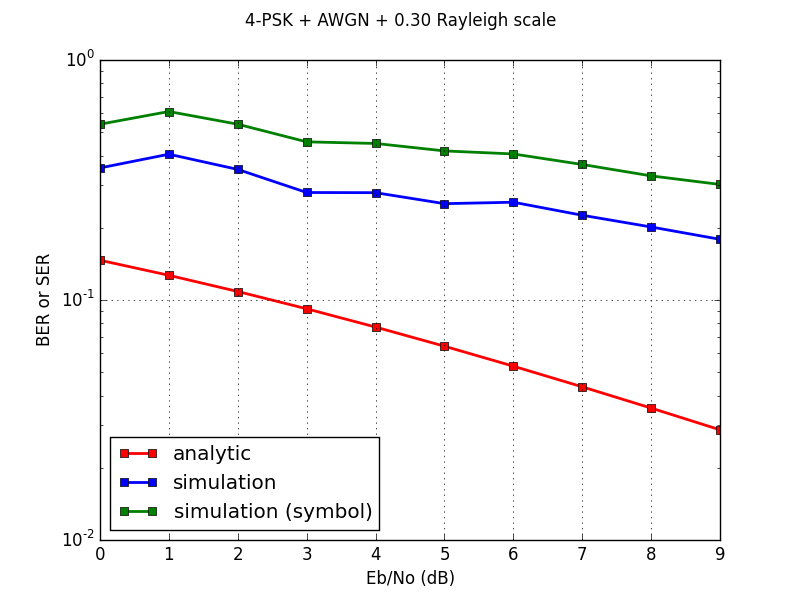 4-PSK + AWGN + 0.30 Rayleigh scale
10^0
10^-1
10^-2
BER or SER
analytic
simulation
simulation (symbol)
0 1 2 3 4 5 6 7 8 9
Eb/No (dB)